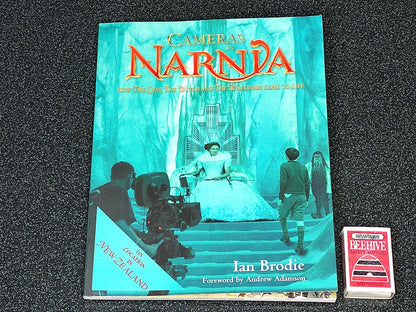 CAMERAS IN
NARNIA
HOW THE LION, THE WITCH AND THE WARDROBE CAME TO LIFE
ON
LOCATION
IN
NEW ZEALAND
Ian Brodie
Foreword by Andrew Adamson
BEEHIVE